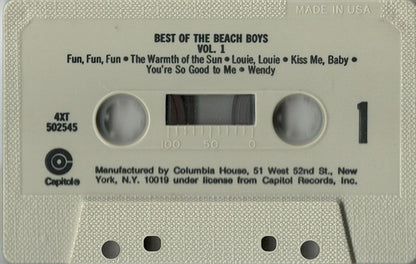 MADE IN USA
BEST OF THE BEACH BOYS
VOL. 1
Fun, Fun, Fun • The Warmth of the Sun • Louie, Louie • Kiss Me, Baby •
You're So Good to Me • Wendy
4XT
502545
100 50 0
1
Capitol®
Manufactured by Columbia House, 51 West 52nd St., New
York, N.Y. 10019 under license from Capitol Records, Inc.